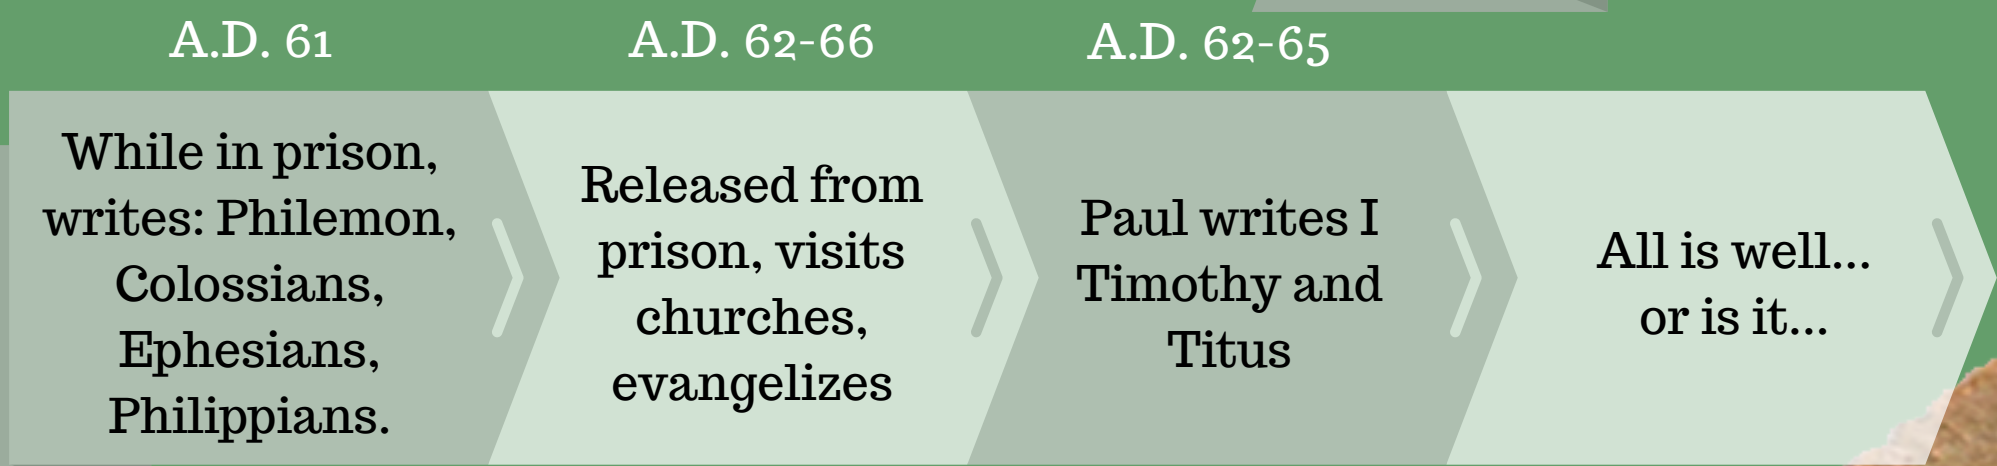 A.D. 61
While in prison,
writes: Philemon,
Colossians,
Ephesians,
Philippians.
A.D. 62-66
Released from
prison, visits
churches,
evangelizes
A.D. 62-65
Paul writes I
Timothy and
Titus
All is well...
or is it...